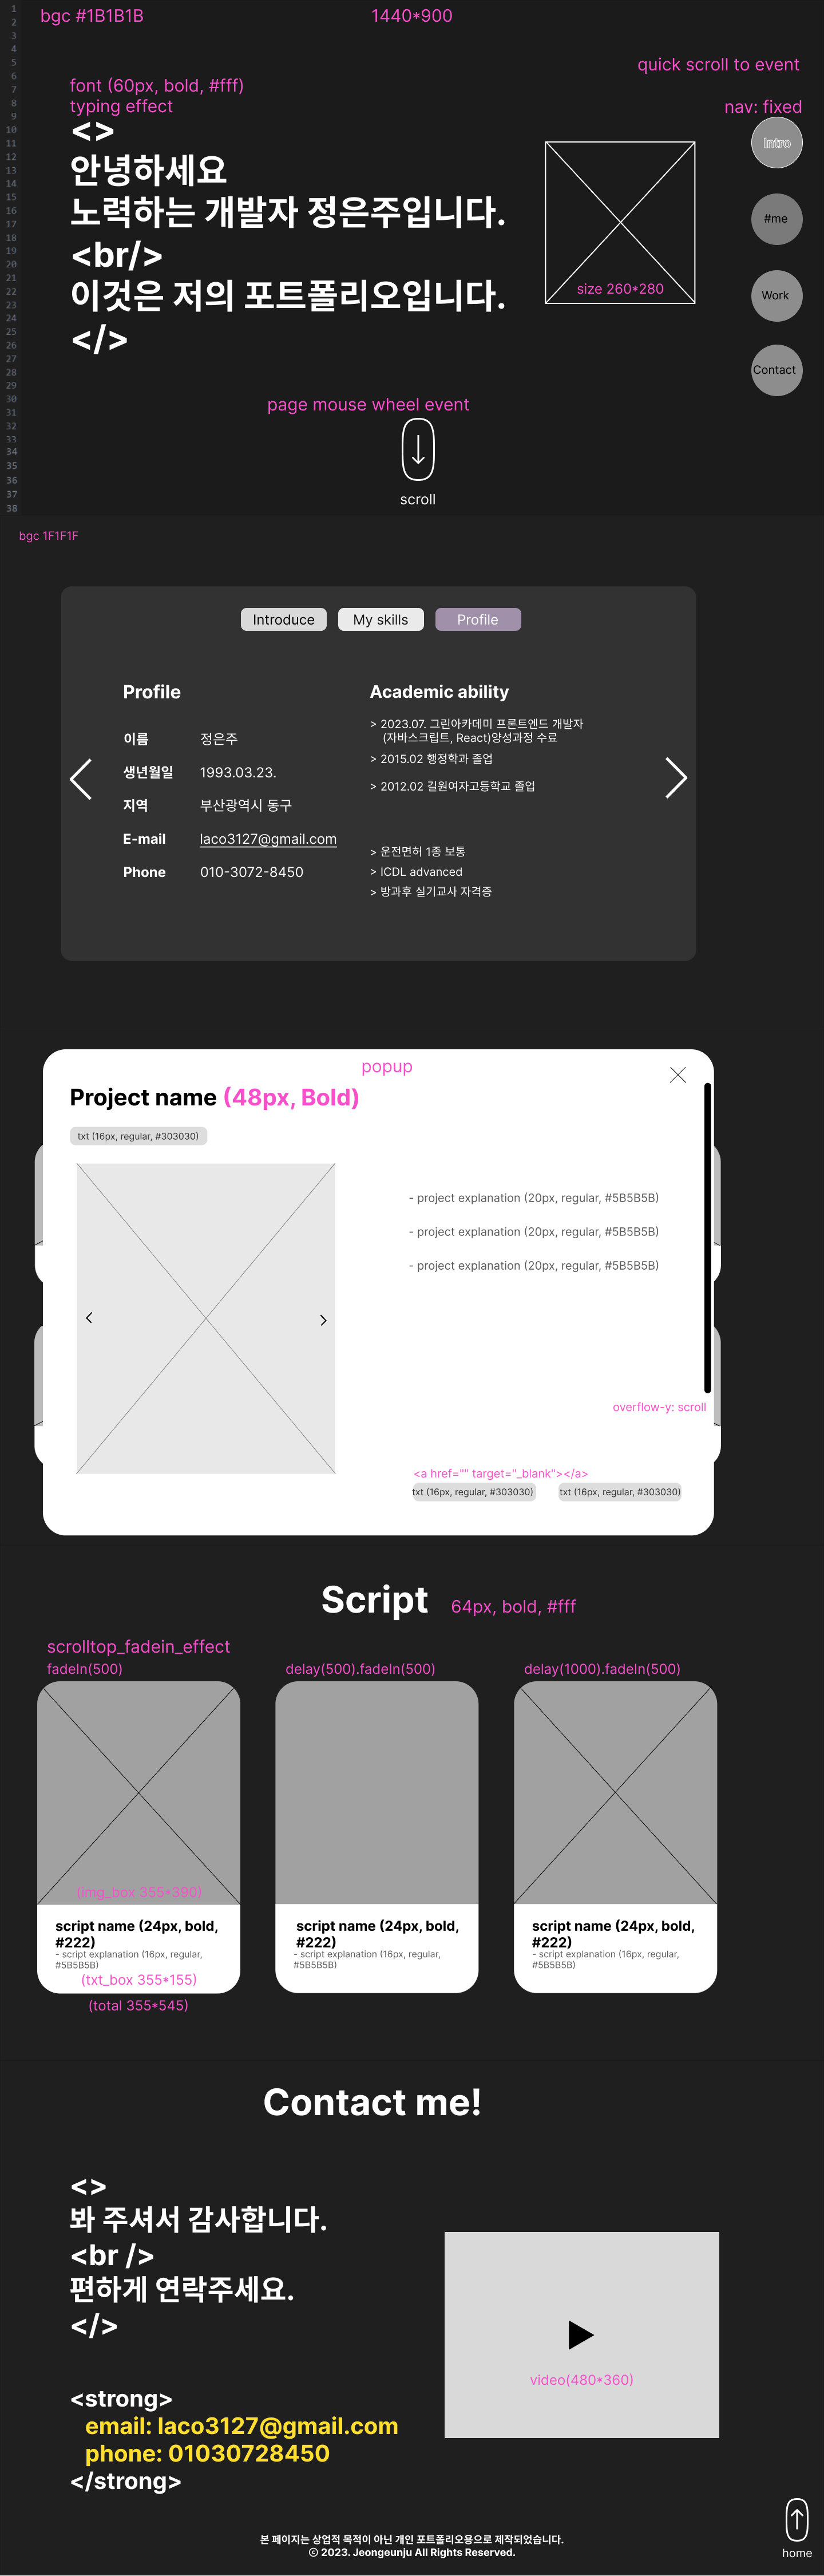 bgc #1B1B1B
1440*900
quick scroll to event
font (60px, bold, #fff)
typing effect
nav: fixed
1
2
3
4
5
6
7
8
9
10
11
12
13
14
15
16
17
18
19
20
21
22
23
24
25
26
27
28
29
30
31
32
33
34
35
36
37
38
<>
안녕하세요
노력하는 개발자 정은주입니다.
<br/>
이것은 저의 포트폴리오입니다.
</>
size 260*280
intro
#me
Work
Contact
page mouse wheel event
scroll
bgc 1F1F1F
Introduce
My skills
Profile
Profile
이름 정은주
생년월일 1993.03.23.
지역 부산광역시 동구
E-mail laco3127@gmail.com
Phone 010-3072-8450
Academic ability
> 2023.07. 그린아카데미 프론트엔드 개발자
(자바스크립트, React)양성과정 수료
> 2015.02 행정학과 졸업
> 2012.02 길원여자고등학교 졸업
> 운전면허 1종 보통
> ICDL advanced
> 방과후 실기교사 자격증
popup
Project name (48px, Bold)
txt (16px, regular, #303030)
- project explanation (20px, regular, #5B5B5B)
- project explanation (20px, regular, #5B5B5B)
- project explanation (20px, regular, #5B5B5B)
overflow-y: scroll
<a href="" target="_blank"></a>
txt (16px, regular, #303030)
txt (16px, regular, #303030)
Script
64px, bold, #fff
scrolltop_fadein_effect
fadeIn(500)
delay(500).fadeIn(500)
delay(1000).fadeIn(500)
(img_box 355*390)
script name (24px, bold,
#222)
- script explanation (16px, regular,
#5B5B5B)
(txt_box 355*155)
(total 355*545)
script name (24px, bold,
#222)
- script explanation (16px, regular,
#5B5B5B)
script name (24px, bold,
#222)
- script explanation (16px, regular,
#5B5B5B)
Contact me!
<>
봐 주셔서 감사합니다.
<br />
편하게 연락주세요.
</>
video(480*360)
<strong>
email: laco3127@gmail.com
phone: 01030728450
</strong>
본 페이지는 상업적 목적이 아닌 개인 포트폴리오용으로 제작되었습니다.
ⓒ 2023. Jeongeunju All Rights Reserved.
home